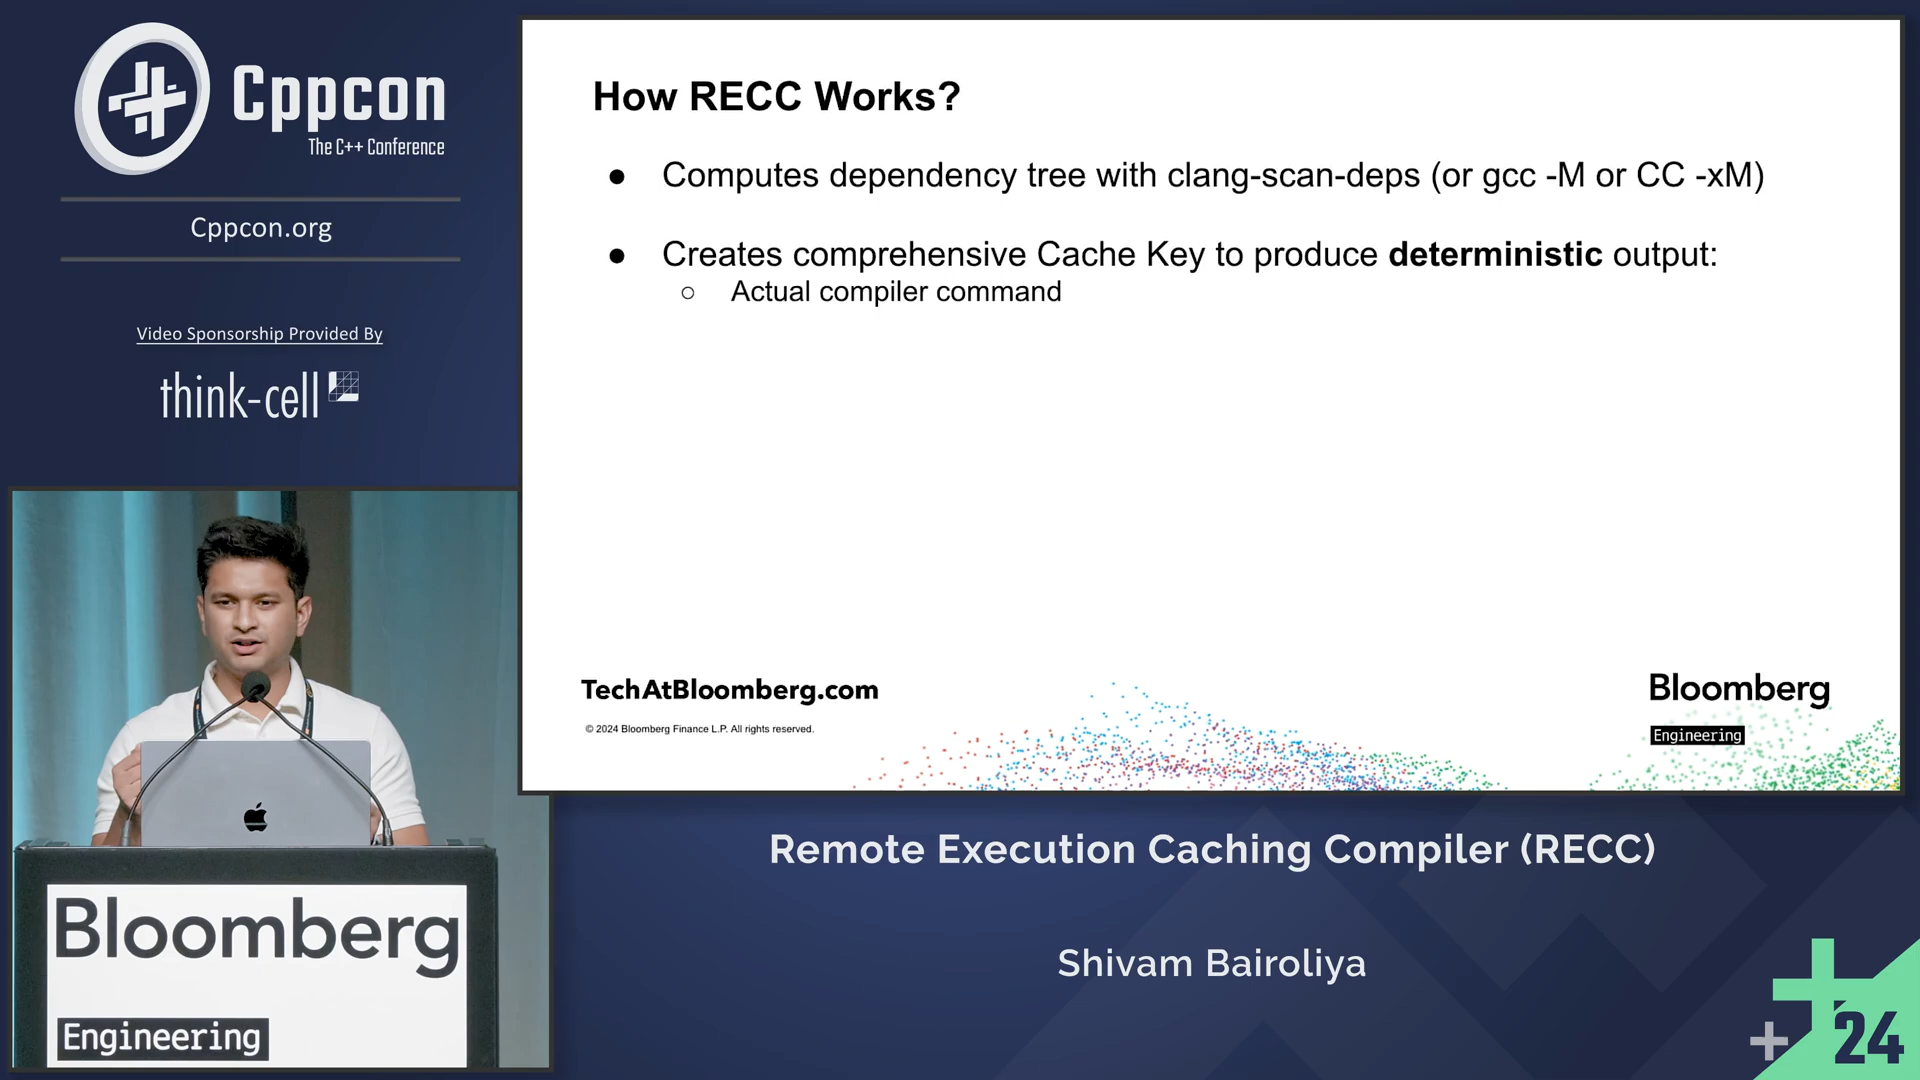 Cppcon
The C++ Conference
Cppcon.org
Video Sponsorship Provided By
think-cell
How RECC Works?
● Computes dependency tree with clang-scan-deps (or gcc -M or CC -xM)
● Creates comprehensive Cache Key to produce deterministic output:
○ Actual compiler command
TechAtBloomberg.com
© 2024 Bloomberg Finance L.P. All rights reserved.
Bloomberg
Engineering
Bloomberg
Engineering
Remote Execution Caching Compiler (RECC)
Shivam Bairoliya
24